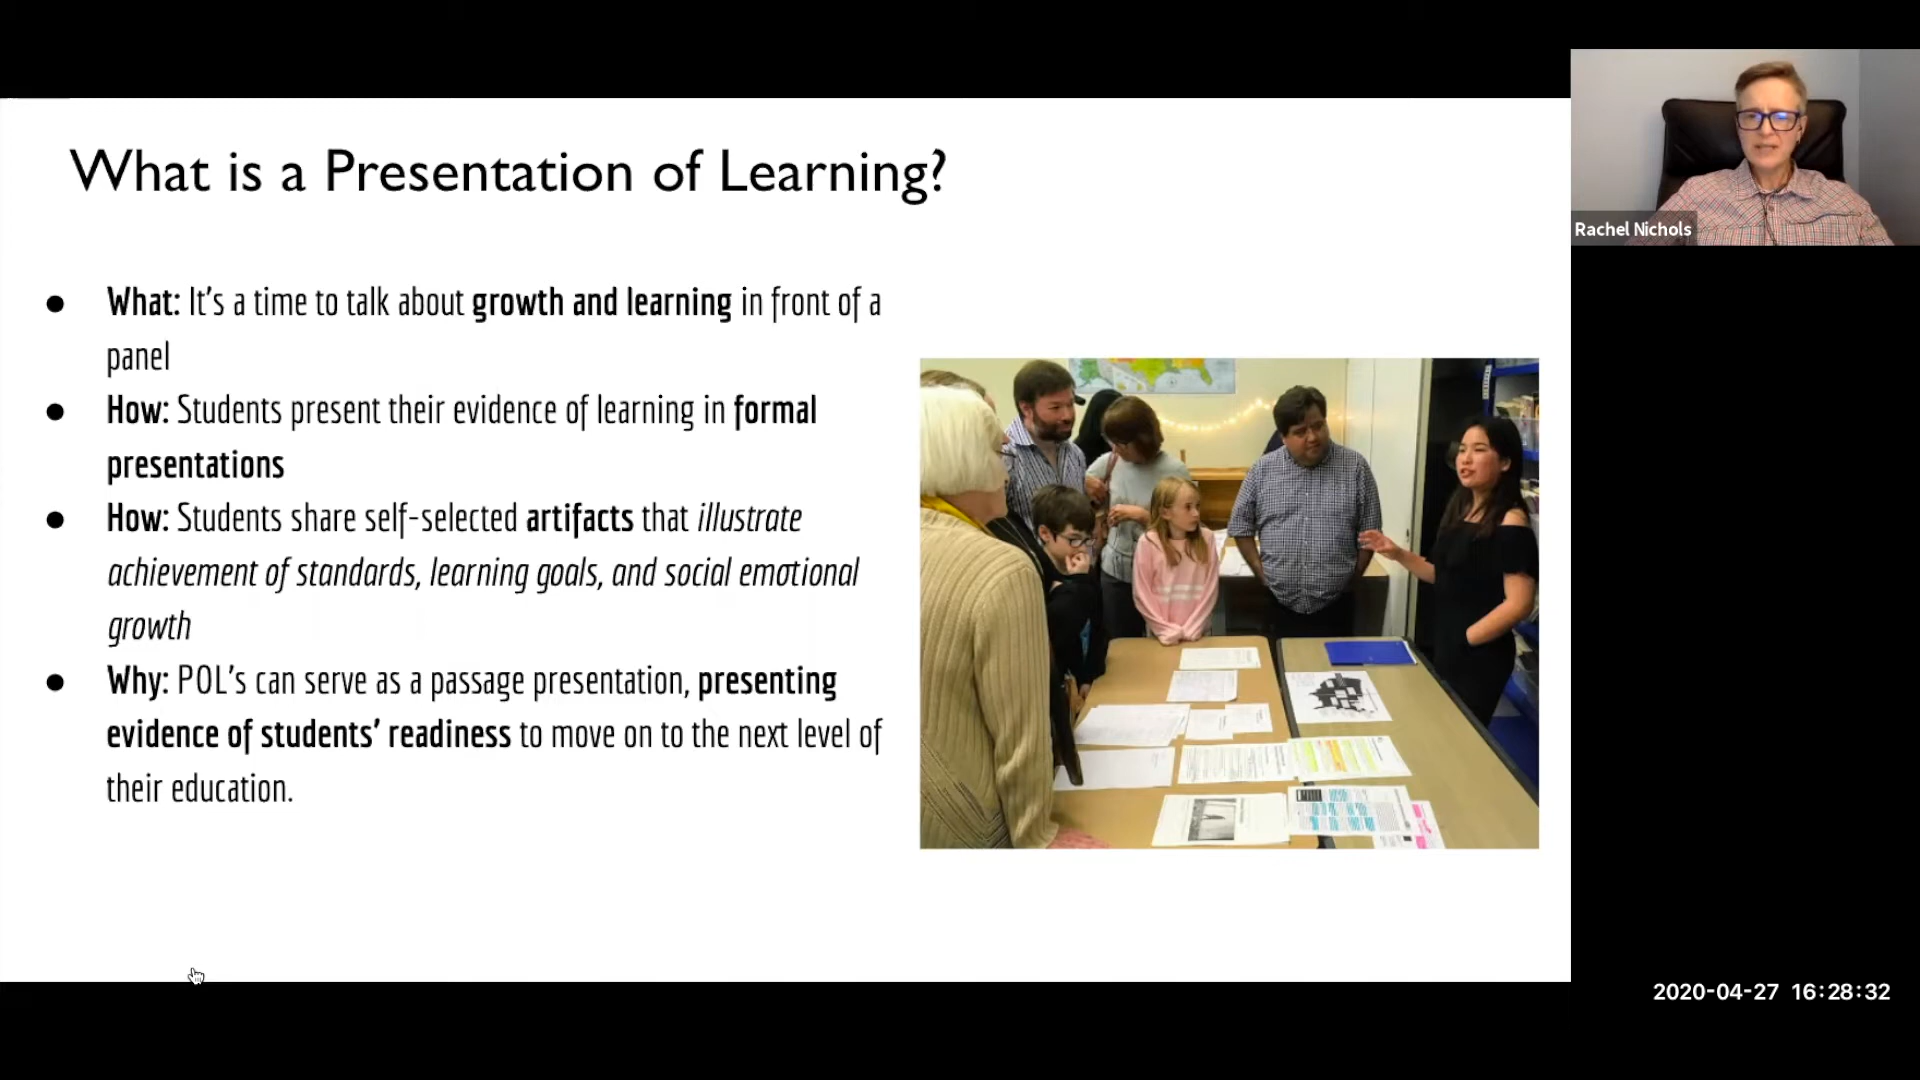 What is a Presentation of Learning?
● What: It's a time to talk about growth and learning in front of a
panel
● How: Students present their evidence of learning in formal
presentations
● How: Students share self-selected artifacts that illustrate
achievement of standards, learning goals, and social emotional
growth
● Why: POL's can serve as a passage presentation, presenting
evidence of students' readiness to move on to the next level of
their education.
Rachel Nichols
2020-04-27 16:28:32